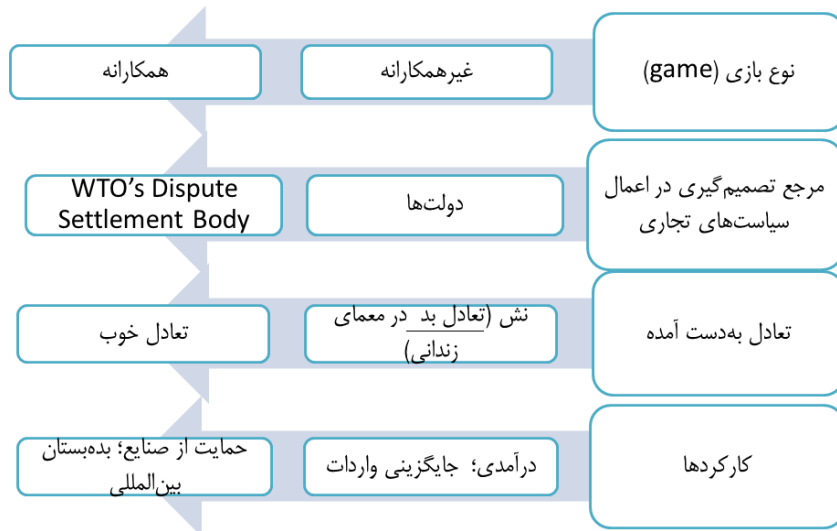 نوع بازی (game)
غیرهمکارانه
همکارانه
مرجع تصمیم‌گیری در اعمال
سیاست‌های تجاری
دولت‌ها
WTO's Dispute
Settlement Body
تعادل به‌دست آمده
نش (تعادل بد در معمای
زندانی)
تعادل خوب
کارکردها
درآمدی؛ جایگزینی واردات
حمایت از صنایع؛ بده‌بستان
بین‌المللی